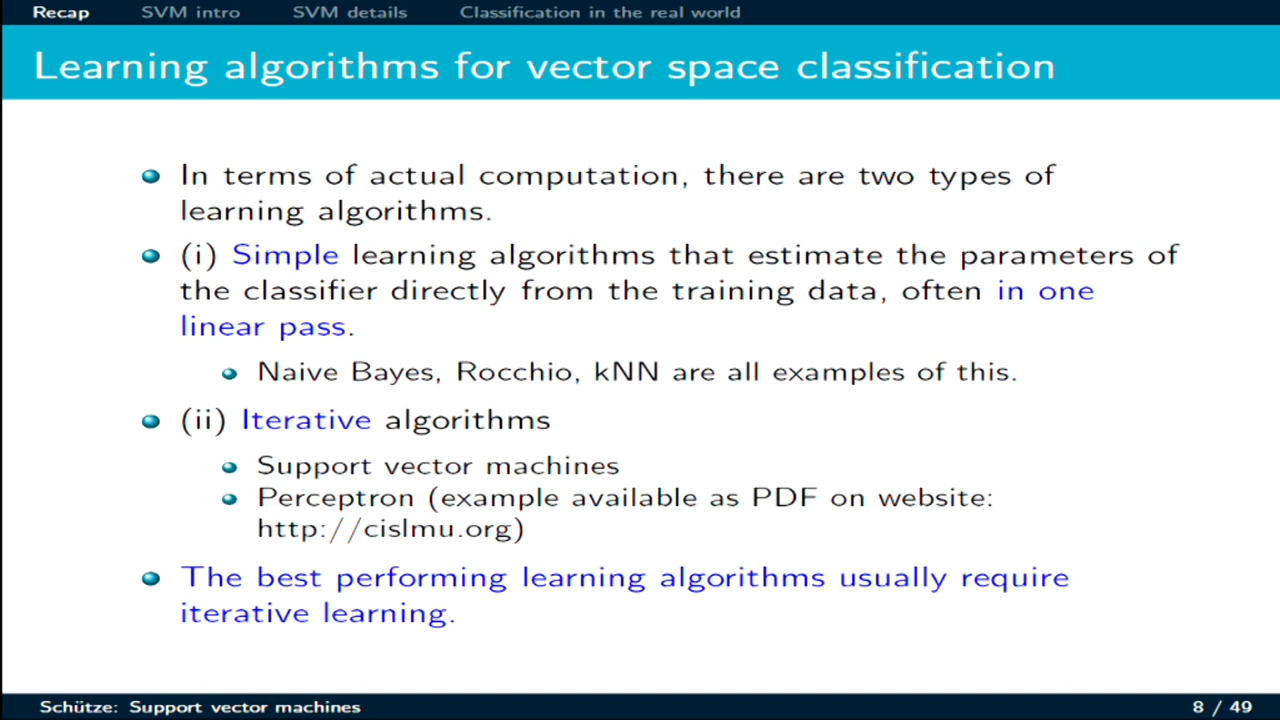 Recap SVM intro SVM details Classification in the real world
Learning algorithms for vector space classification
In terms of actual computation, there are two types of
learning algorithms.
(i) Simple learning algorithms that estimate the parameters of
the classifier directly from the training data, often in one
linear pass.
Naive Bayes, Rocchio, kNN are all examples of this.
(ii) Iterative algorithms
Support vector machines
Perceptron (example available as PDF on website:
http://cislmu.org)
The best performing learning algorithms usually require
iterative learning.
Schütze: Support vector machines 8 / 49